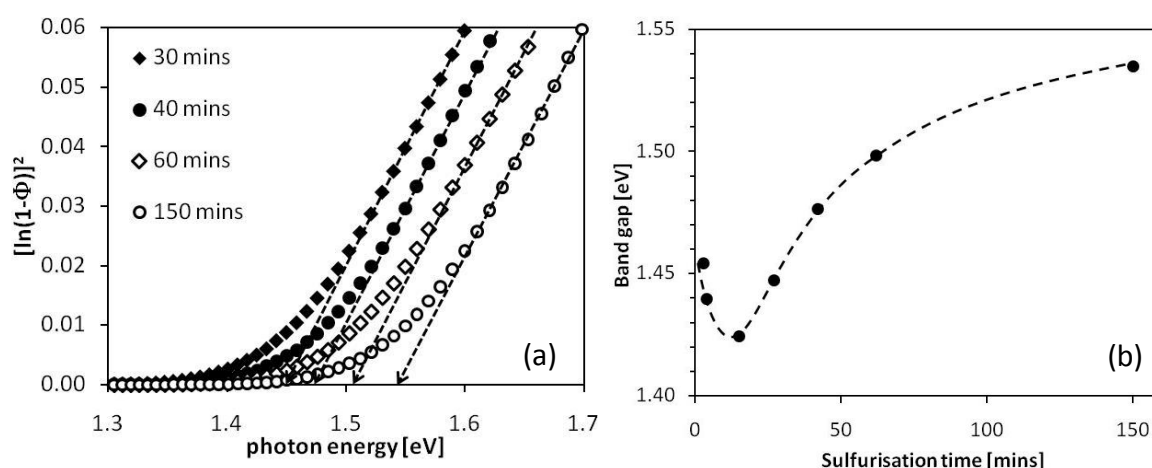 0.06
0.05
0.04
0.03
0.02
0.01
0.00
[ln(1-Φ)]²
30 mins
40 mins
60 mins
150 mins
(a)
1.3
1.4
1.5
1.6
1.7
photon energy [eV]
1.55
1.50
1.45
1.40
Band gap [eV]
(b)
0
50
100
150
Sulfurisation time [mins]